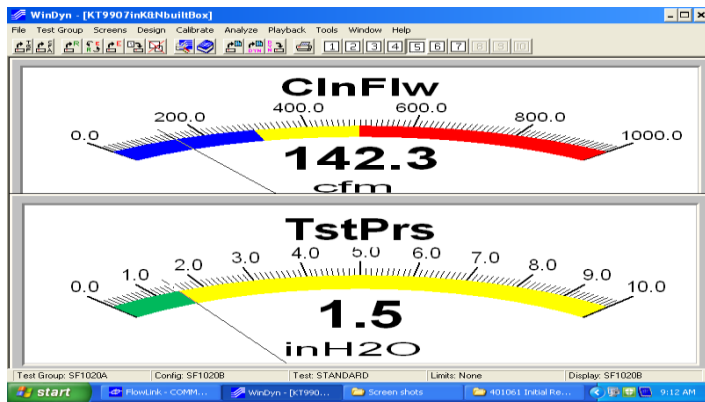 WinDyn - [KT9907inK&NbuiltBox]
File Test Group Screens Design Calibrate Analyze Playback Tools Window Help
1 2 3 4 5 6 7 8 9 10
ClnFlw
0.0 200.0 400.0 600.0 800.0 1000.0
142.3
cfm
TstPrs
0.0 1.0 2.0 3.0 4.0 5.0 6.0 7.0 8.0 9.0 10.0
1.5
inH2O
Test Group: SF1020A Config: SF1020B Test: STANDARD Limits: None Display: SF1020B
start FlowLink - COMM... WinDyn - [KT990... Screen shots 401061 Initial Re... 9:12 AM